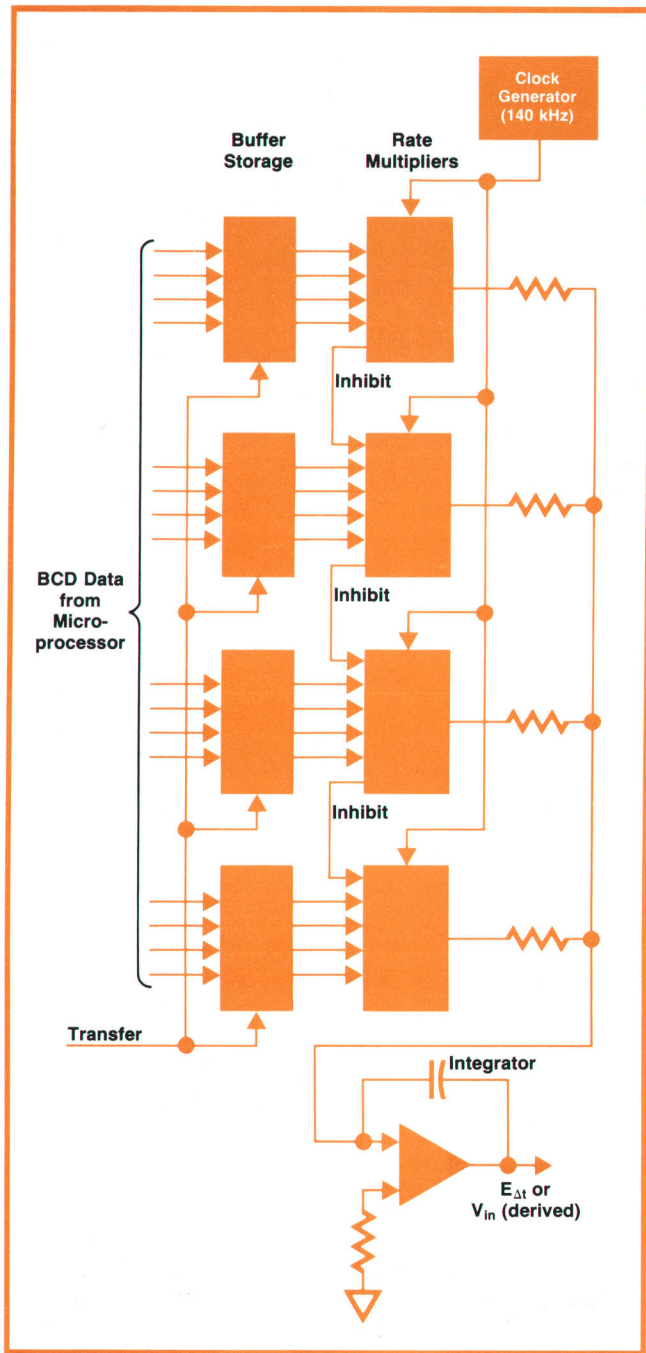 Clock
Generator
(140 kHz)
Buffer
Storage
Rate
Multipliers
Inhibit
Inhibit
BCD Data
from
Micro-
processor
Inhibit
Transfer
Integrator
EΔt or
Vin (derived)